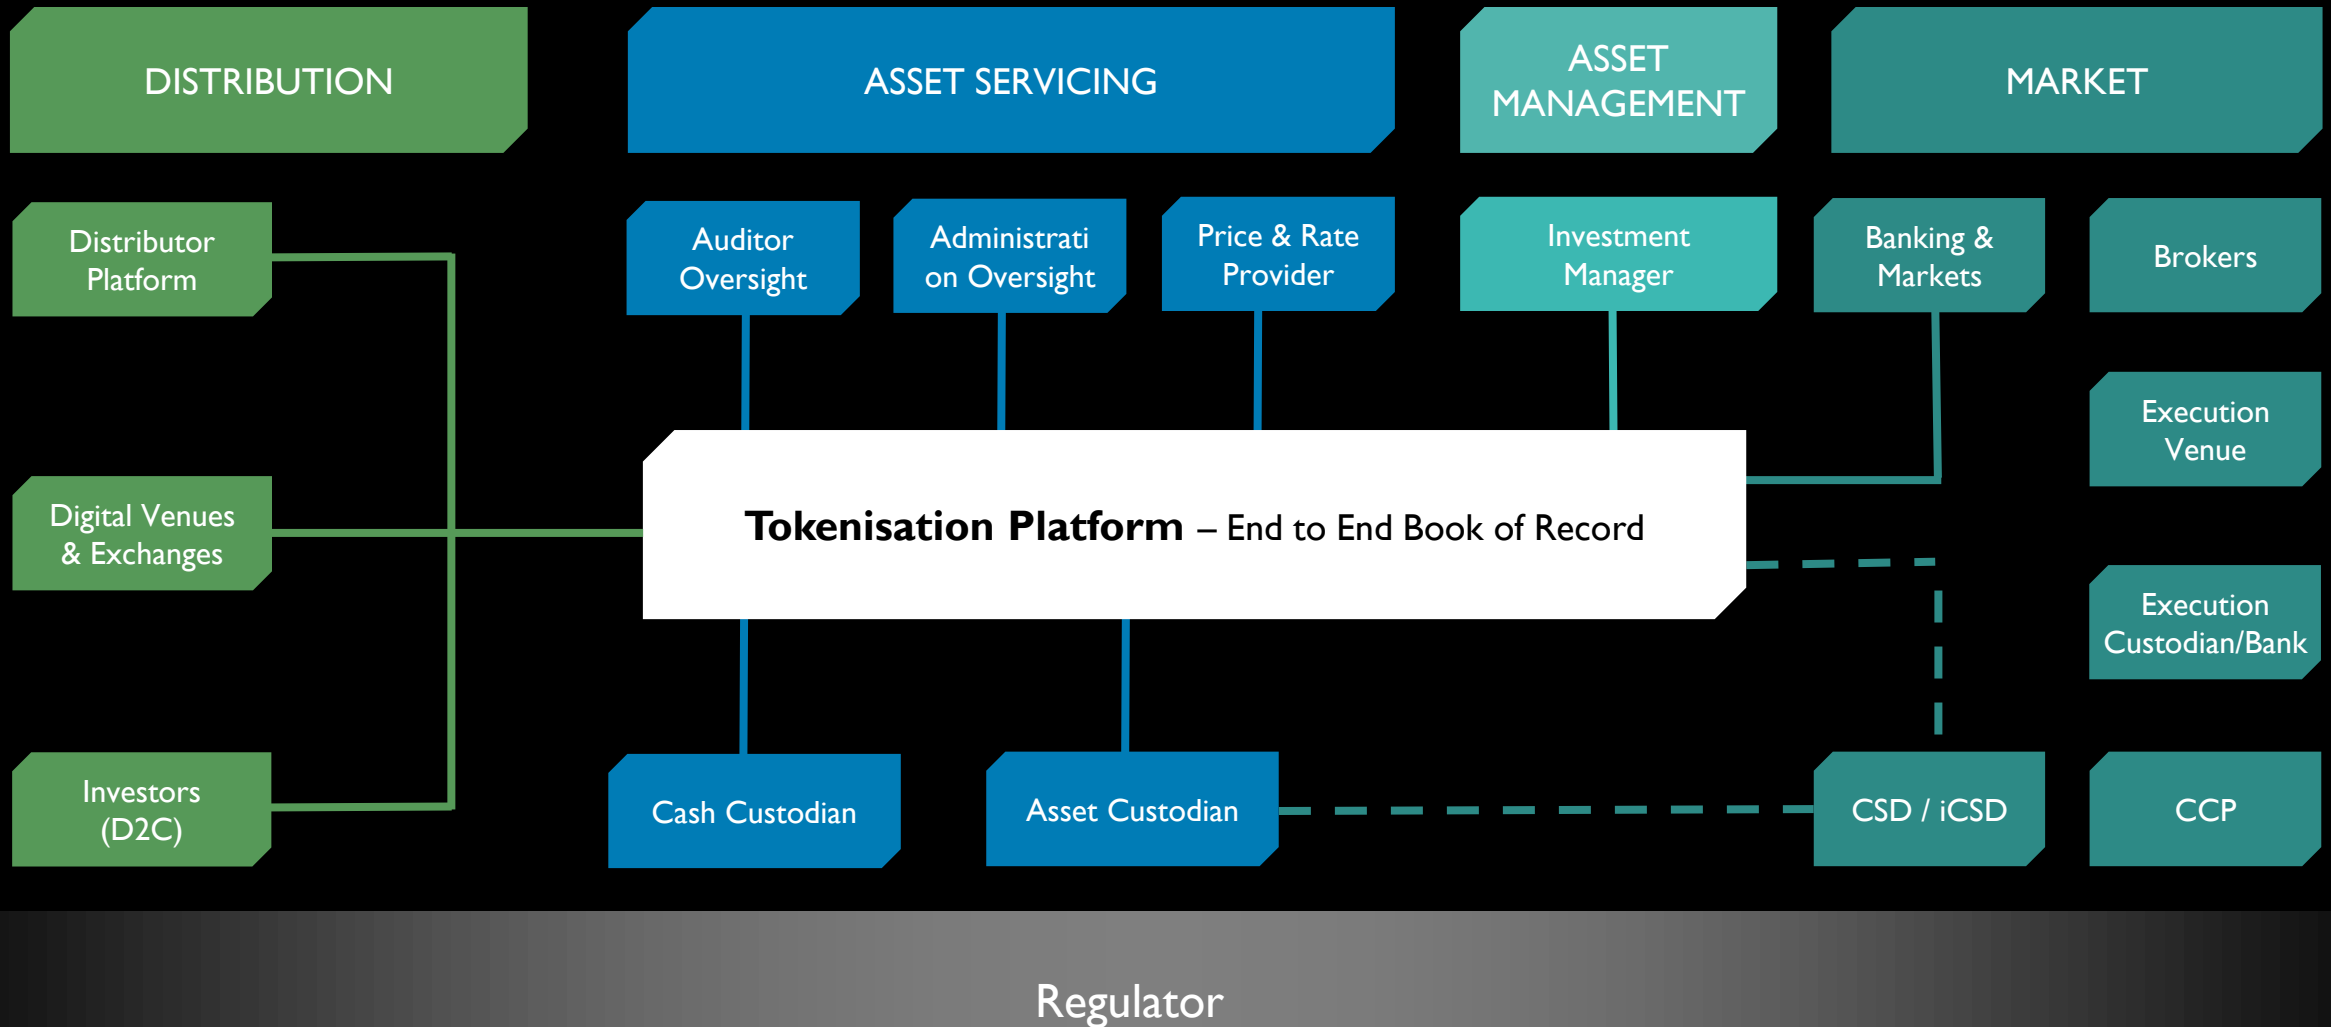 DISTRIBUTION
ASSET SERVICING
ASSET
MANAGEMENT
MARKET
Distributor
Platform
Auditor
Oversight
Administrati
on Oversight
Price & Rate
Provider
Investment
Manager
Banking &
Markets
Brokers
Execution
Venue
Digital Venues
& Exchanges
Tokenisation Platform – End to End Book of Record
Execution
Custodian/Bank
Investors
(D2C)
Cash Custodian
Asset Custodian
CSD / iCSD
CCP
Regulator